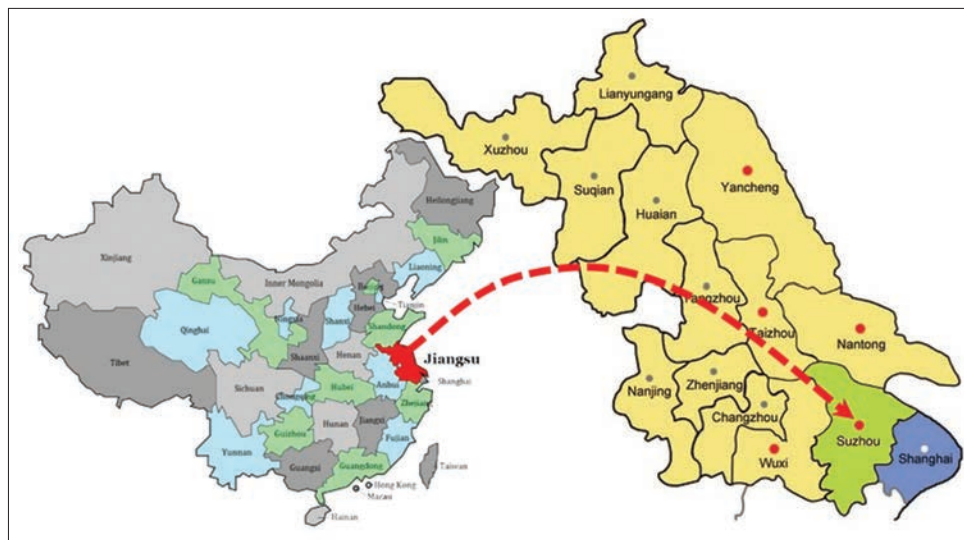 Heilongjiang
Jilin
Xinjiang
Liaoning
Inner Mongolia
Gansu
Beijing
Tianjin
Hebei
Shanxi
Qinghai
Ningxia
Shandong
Shaanxi
Henan
Jiangsu
Tibet
Anhui
Shanghai
Sichuan
Hubei
Chongqing
Zhejiang
Hunan
Jiangxi
Guizhou
Fujian
Yunnan
Guangxi
Guangdong
Taiwan
Hong Kong
Macau
Hainan
Lianyungang
Xuzhou
Suqian
Yancheng
Huaian
Yangzhou
Taizhou
Nantong
Nanjing
Zhenjiang
Changzhou
Suzhou
Wuxi
Shanghai